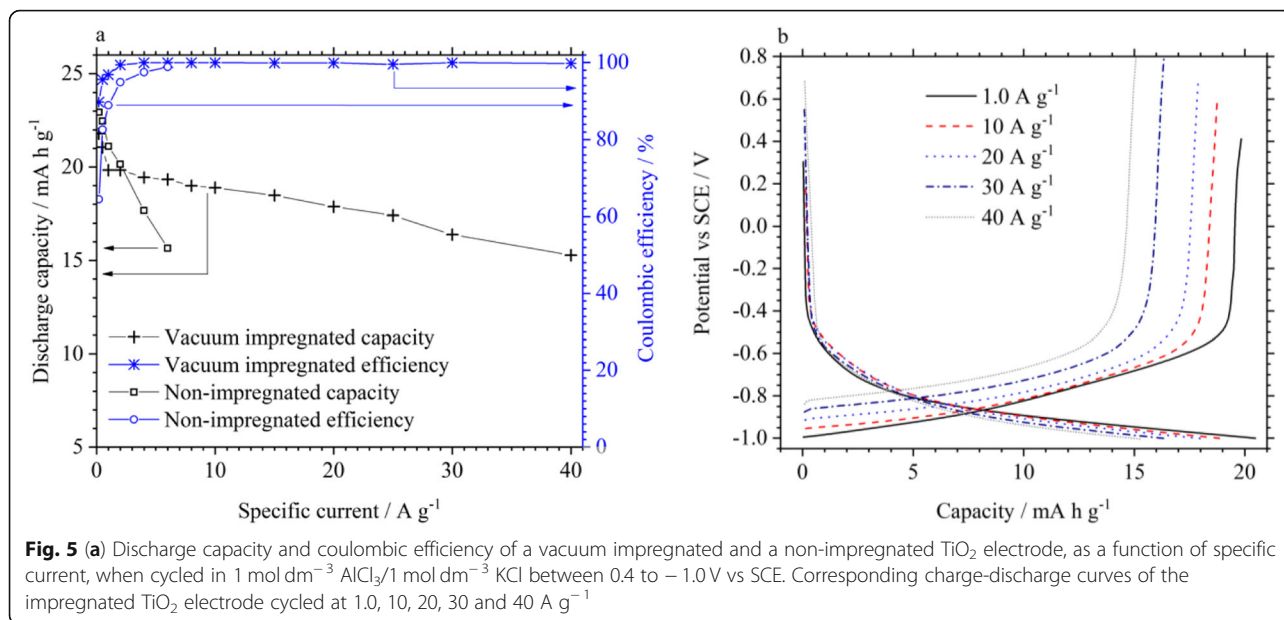 a
Discharge capacity / mA h g⁻¹
25
20
15
10
5
100
80
60
40
20
0
Coulombic efficiency / %
Vacuum impregnated capacity
Vacuum impregnated efficiency
Non-impregnated capacity
Non-impregnated efficiency
0 10 20 30 40
Specific current / A g⁻¹
b
Potential vs SCE / V
0.8
0.6
0.4
0.2
0.0
-0.2
-0.4
-0.6
-0.8
-1.0
1.0 A g⁻¹
10 A g⁻¹
20 A g⁻¹
30 A g⁻¹
40 A g⁻¹
0 5 10 15 20
Capacity / mA h g⁻¹
Fig. 5 (a) Discharge capacity and coulombic efficiency of a vacuum impregnated and a non-impregnated TiO₂ electrode, as a function of specific
current, when cycled in 1 mol dm⁻³ AlCl₃/1 mol dm⁻³ KCl between 0.4 to − 1.0 V vs SCE. Corresponding charge-discharge curves of the
impregnated TiO₂ electrode cycled at 1.0, 10, 20, 30 and 40 A g⁻¹